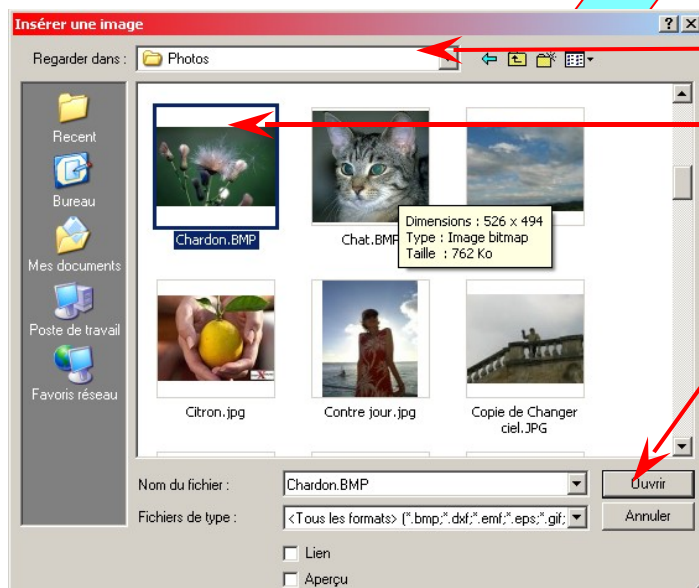 Insérer une image
Regarder dans :
Photos
Recent
Bureau
Mes documents
Poste de travail
Favoris réseau
Chardon.BMP
Chat.BMP
Dimensions : 526 x 494
Type : Image bitmap
Taille : 762 Ko
Citron.jpg
Contre jour.jpg
Copie de Changer
ciel.JPG
Nom du fichier :
Chardon.BMP
Ouvrir
Fichiers de type :
<Tous les formats> (*.bmp;*.dxf;*.emf;*.eps;*.gif;
Annuler
Lien
Aperçu